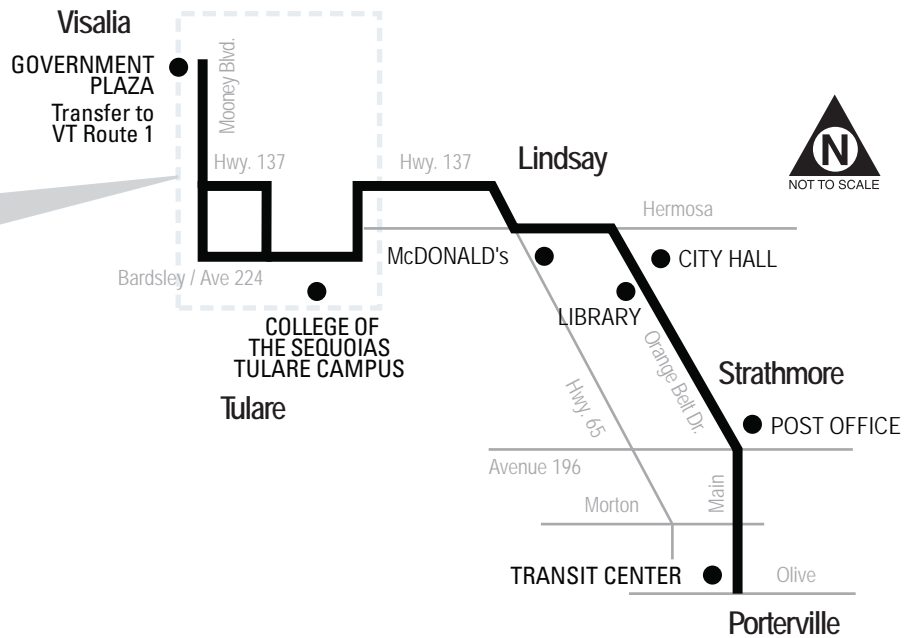 Visalia
GOVERNMENT
PLAZA
Transfer to
VT Route 1
Mooney Blvd.
Hwy. 137
Hwy. 137
Lindsay
N
NOT TO SCALE
Hermosa
McDONALD's
CITY HALL
LIBRARY
Bardsley / Ave 224
COLLEGE OF
THE SEQUOIAS
TULARE CAMPUS
Tulare
Hwy. 65
Orange Belt Dr.
Strathmore
POST OFFICE
Avenue 196
Morton
Main
TRANSIT CENTER
Olive
Porterville